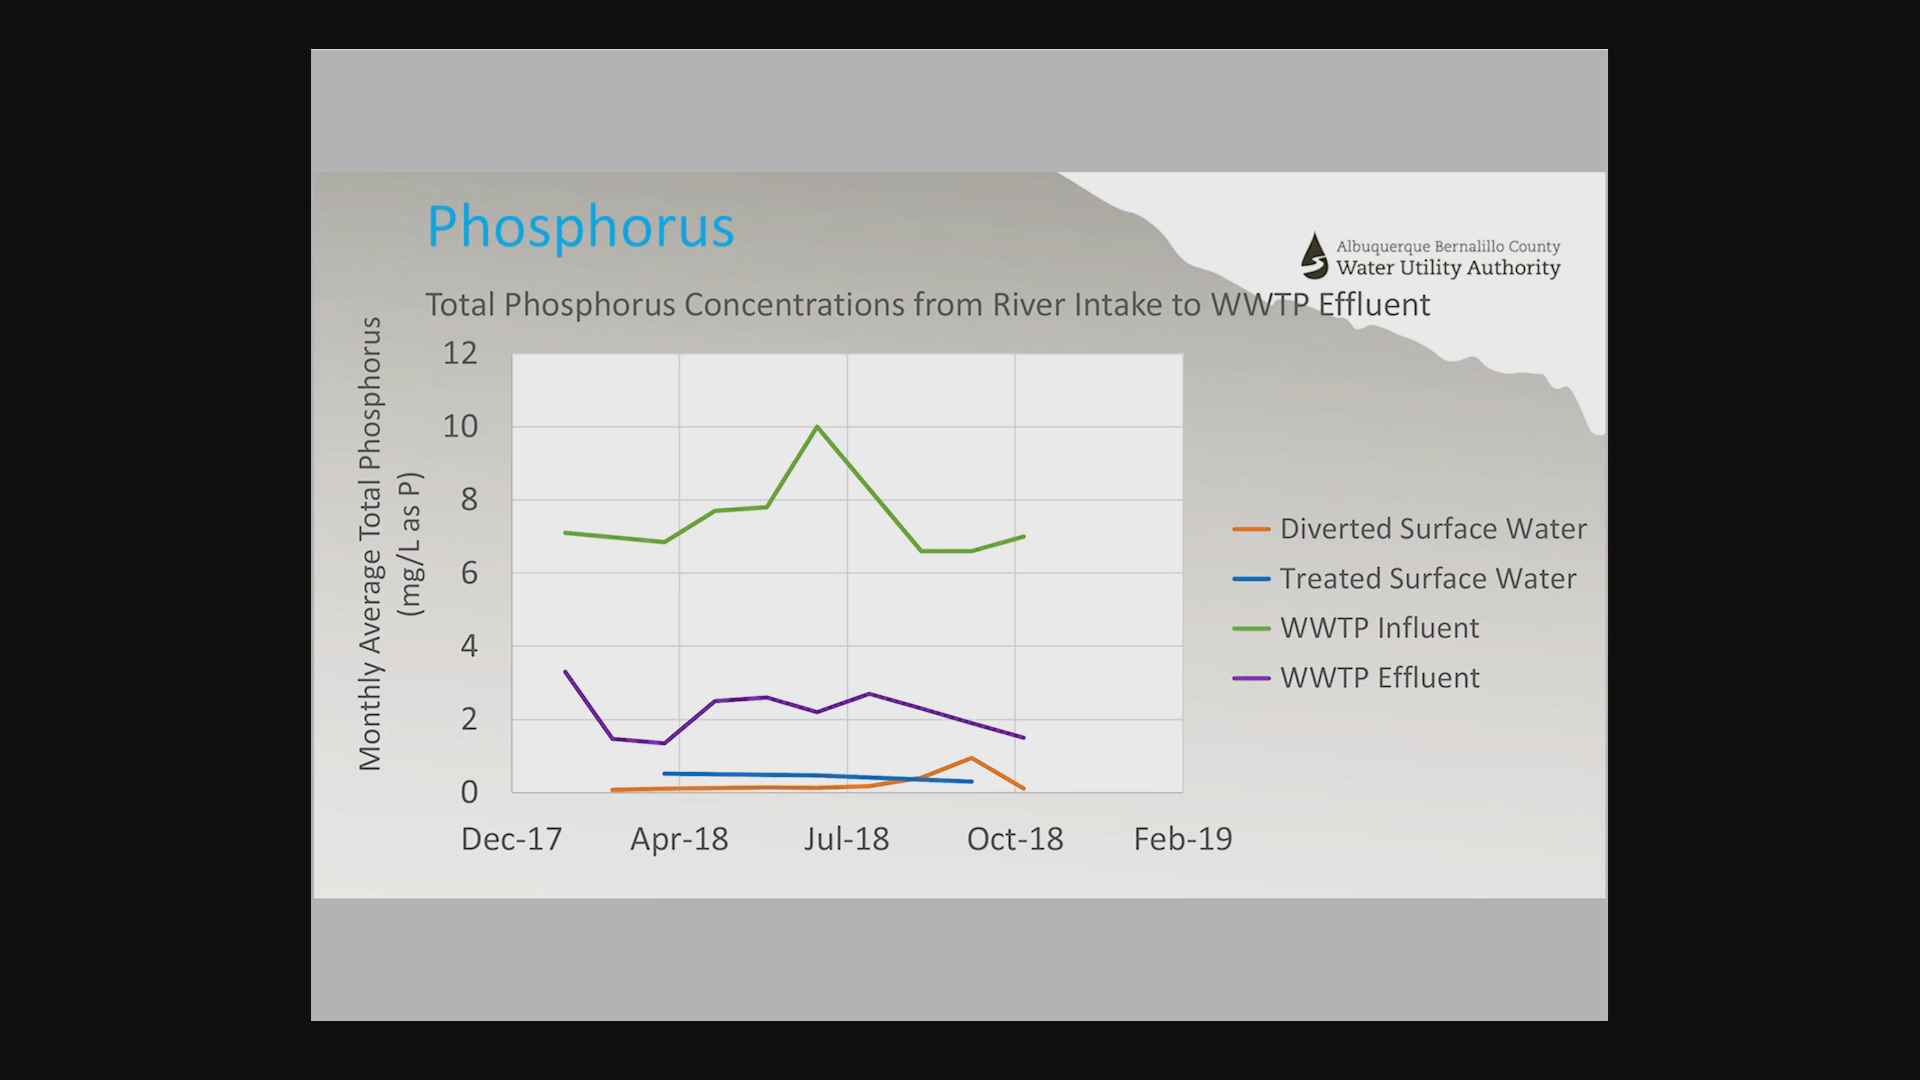 Phosphorus
Albuquerque Bernalillo County
Water Utility Authority
Total Phosphorus Concentrations from River Intake to WWTP Effluent
Monthly Average Total Phosphorus
(mg/L as P)
12
10
8
6
4
2
0
Dec-17 Apr-18 Jul-18 Oct-18 Feb-19
Diverted Surface Water
Treated Surface Water
WWTP Influent
WWTP Effluent